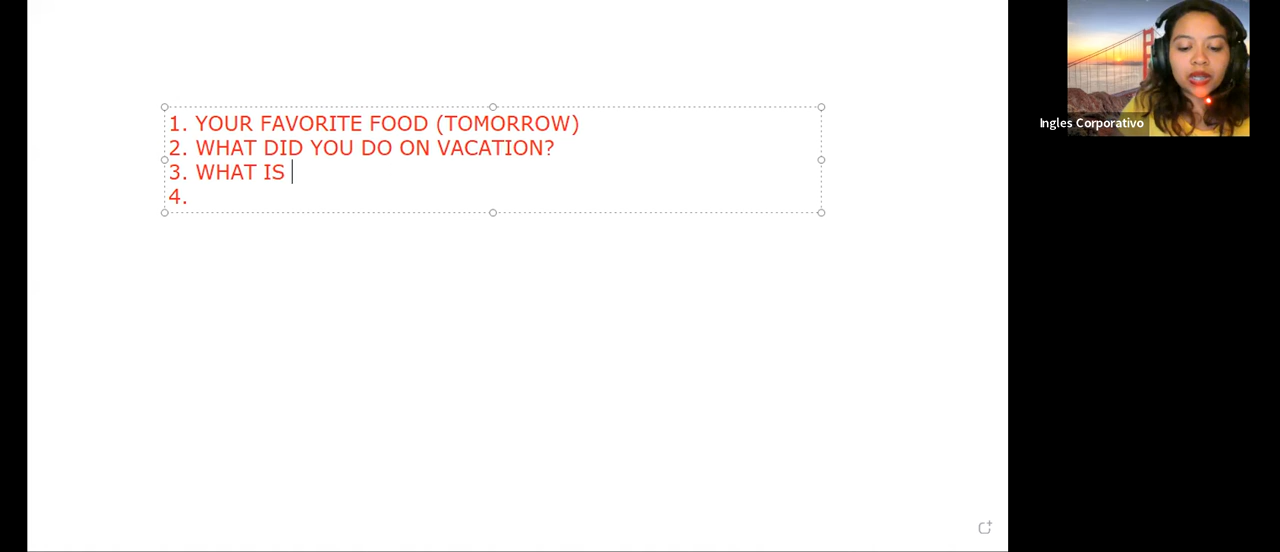 1. YOUR FAVORITE FOOD (TOMORROW)
2. WHAT DID YOU DO ON VACATION?
3. WHAT IS
4.
Ingles Corporativo